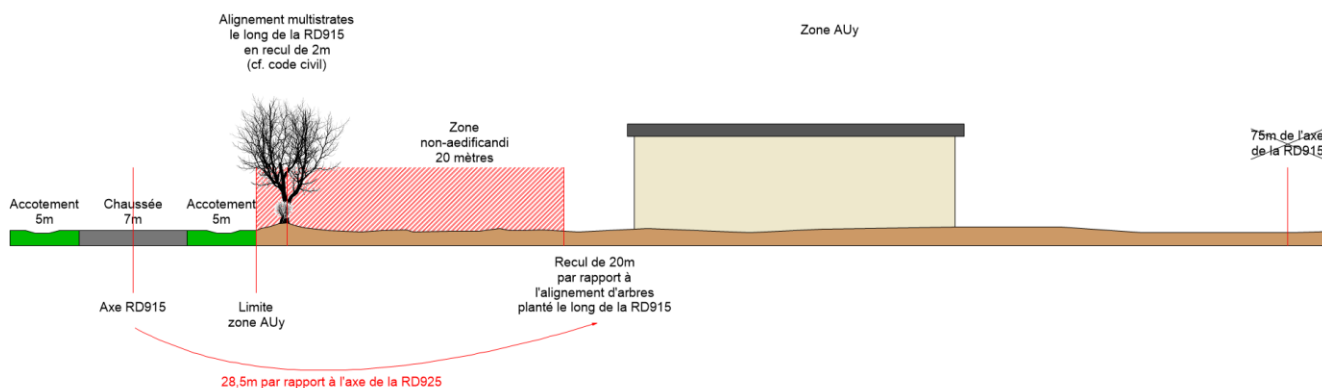 Alignement multistrates
le long de la RD915
en recul de 2m
(cf. code civil)
Zone AUy
Zone
non-aedificandi
20 mètres
75m de l'axe
de la RD915
Accotement
5m
Chaussée
7m
Accotement
5m
Axe RD915
Limite
zone AUy
Recul de 20m
par rapport à
l'alignement d'arbres
planté le long de la RD915
28,5m par rapport à l'axe de la RD925